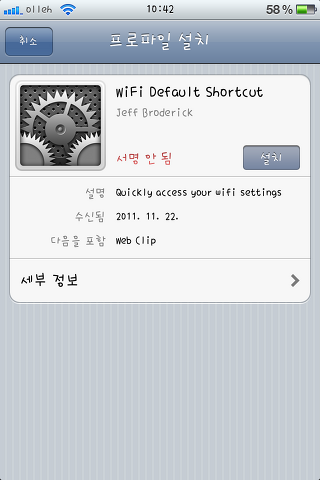 olleh 10:42 58%
취소 프로파일 설치
WiFi Default Shortcut
Jeff Broderick
서명 안 됨 설치
설명 Quickly access your wifi settings
수신됨 2011. 11. 22.
다음을 포함 Web Clip
세부 정보